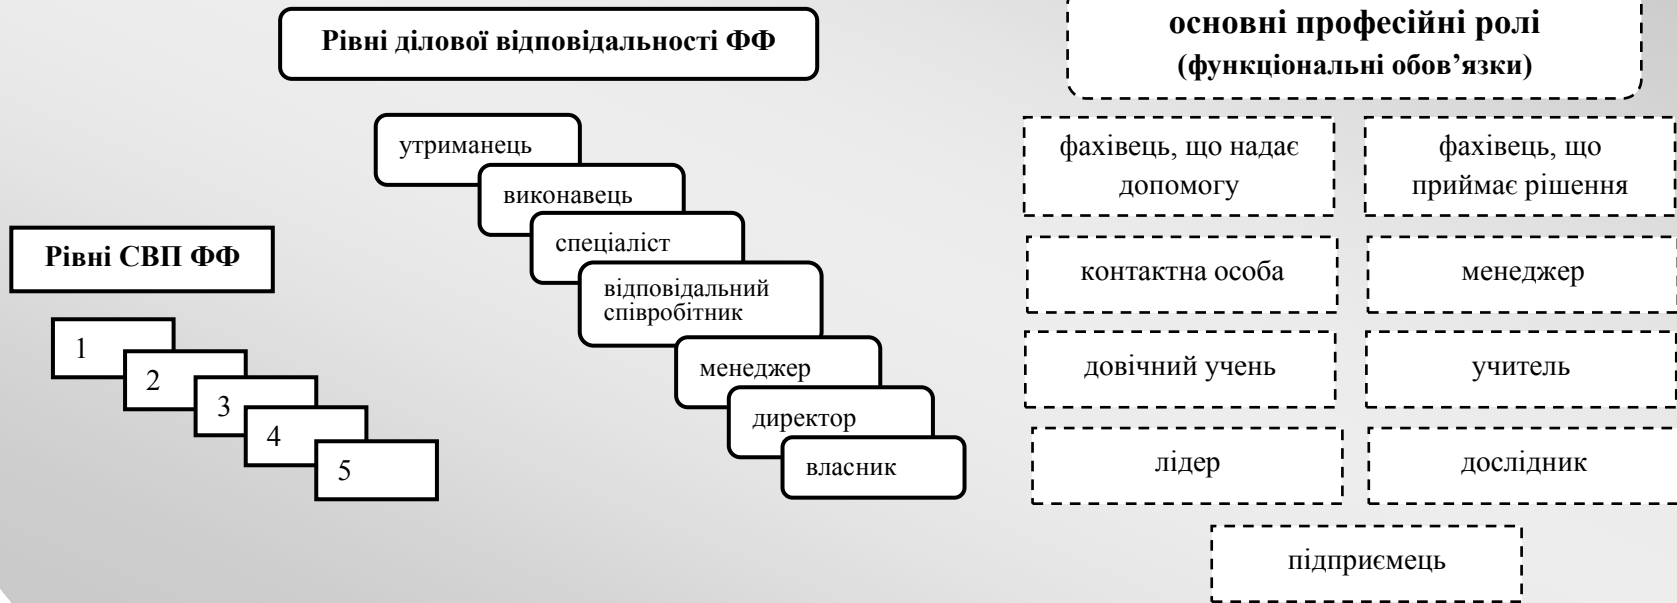 Рівні ділової відповідальності ФФ
утриманець
виконавець
спеціаліст
відповідальний
співробітник
менеджер
директор
власник
Рівні СВП ФФ
1
2
3
4
5
основні професійні ролі
(функціональні обов’язки)
фахівець, що надає
допомогу
фахівець, що
приймає рішення
контактна особа
менеджер
довічний учень
учитель
лідер
дослідник
підприємець